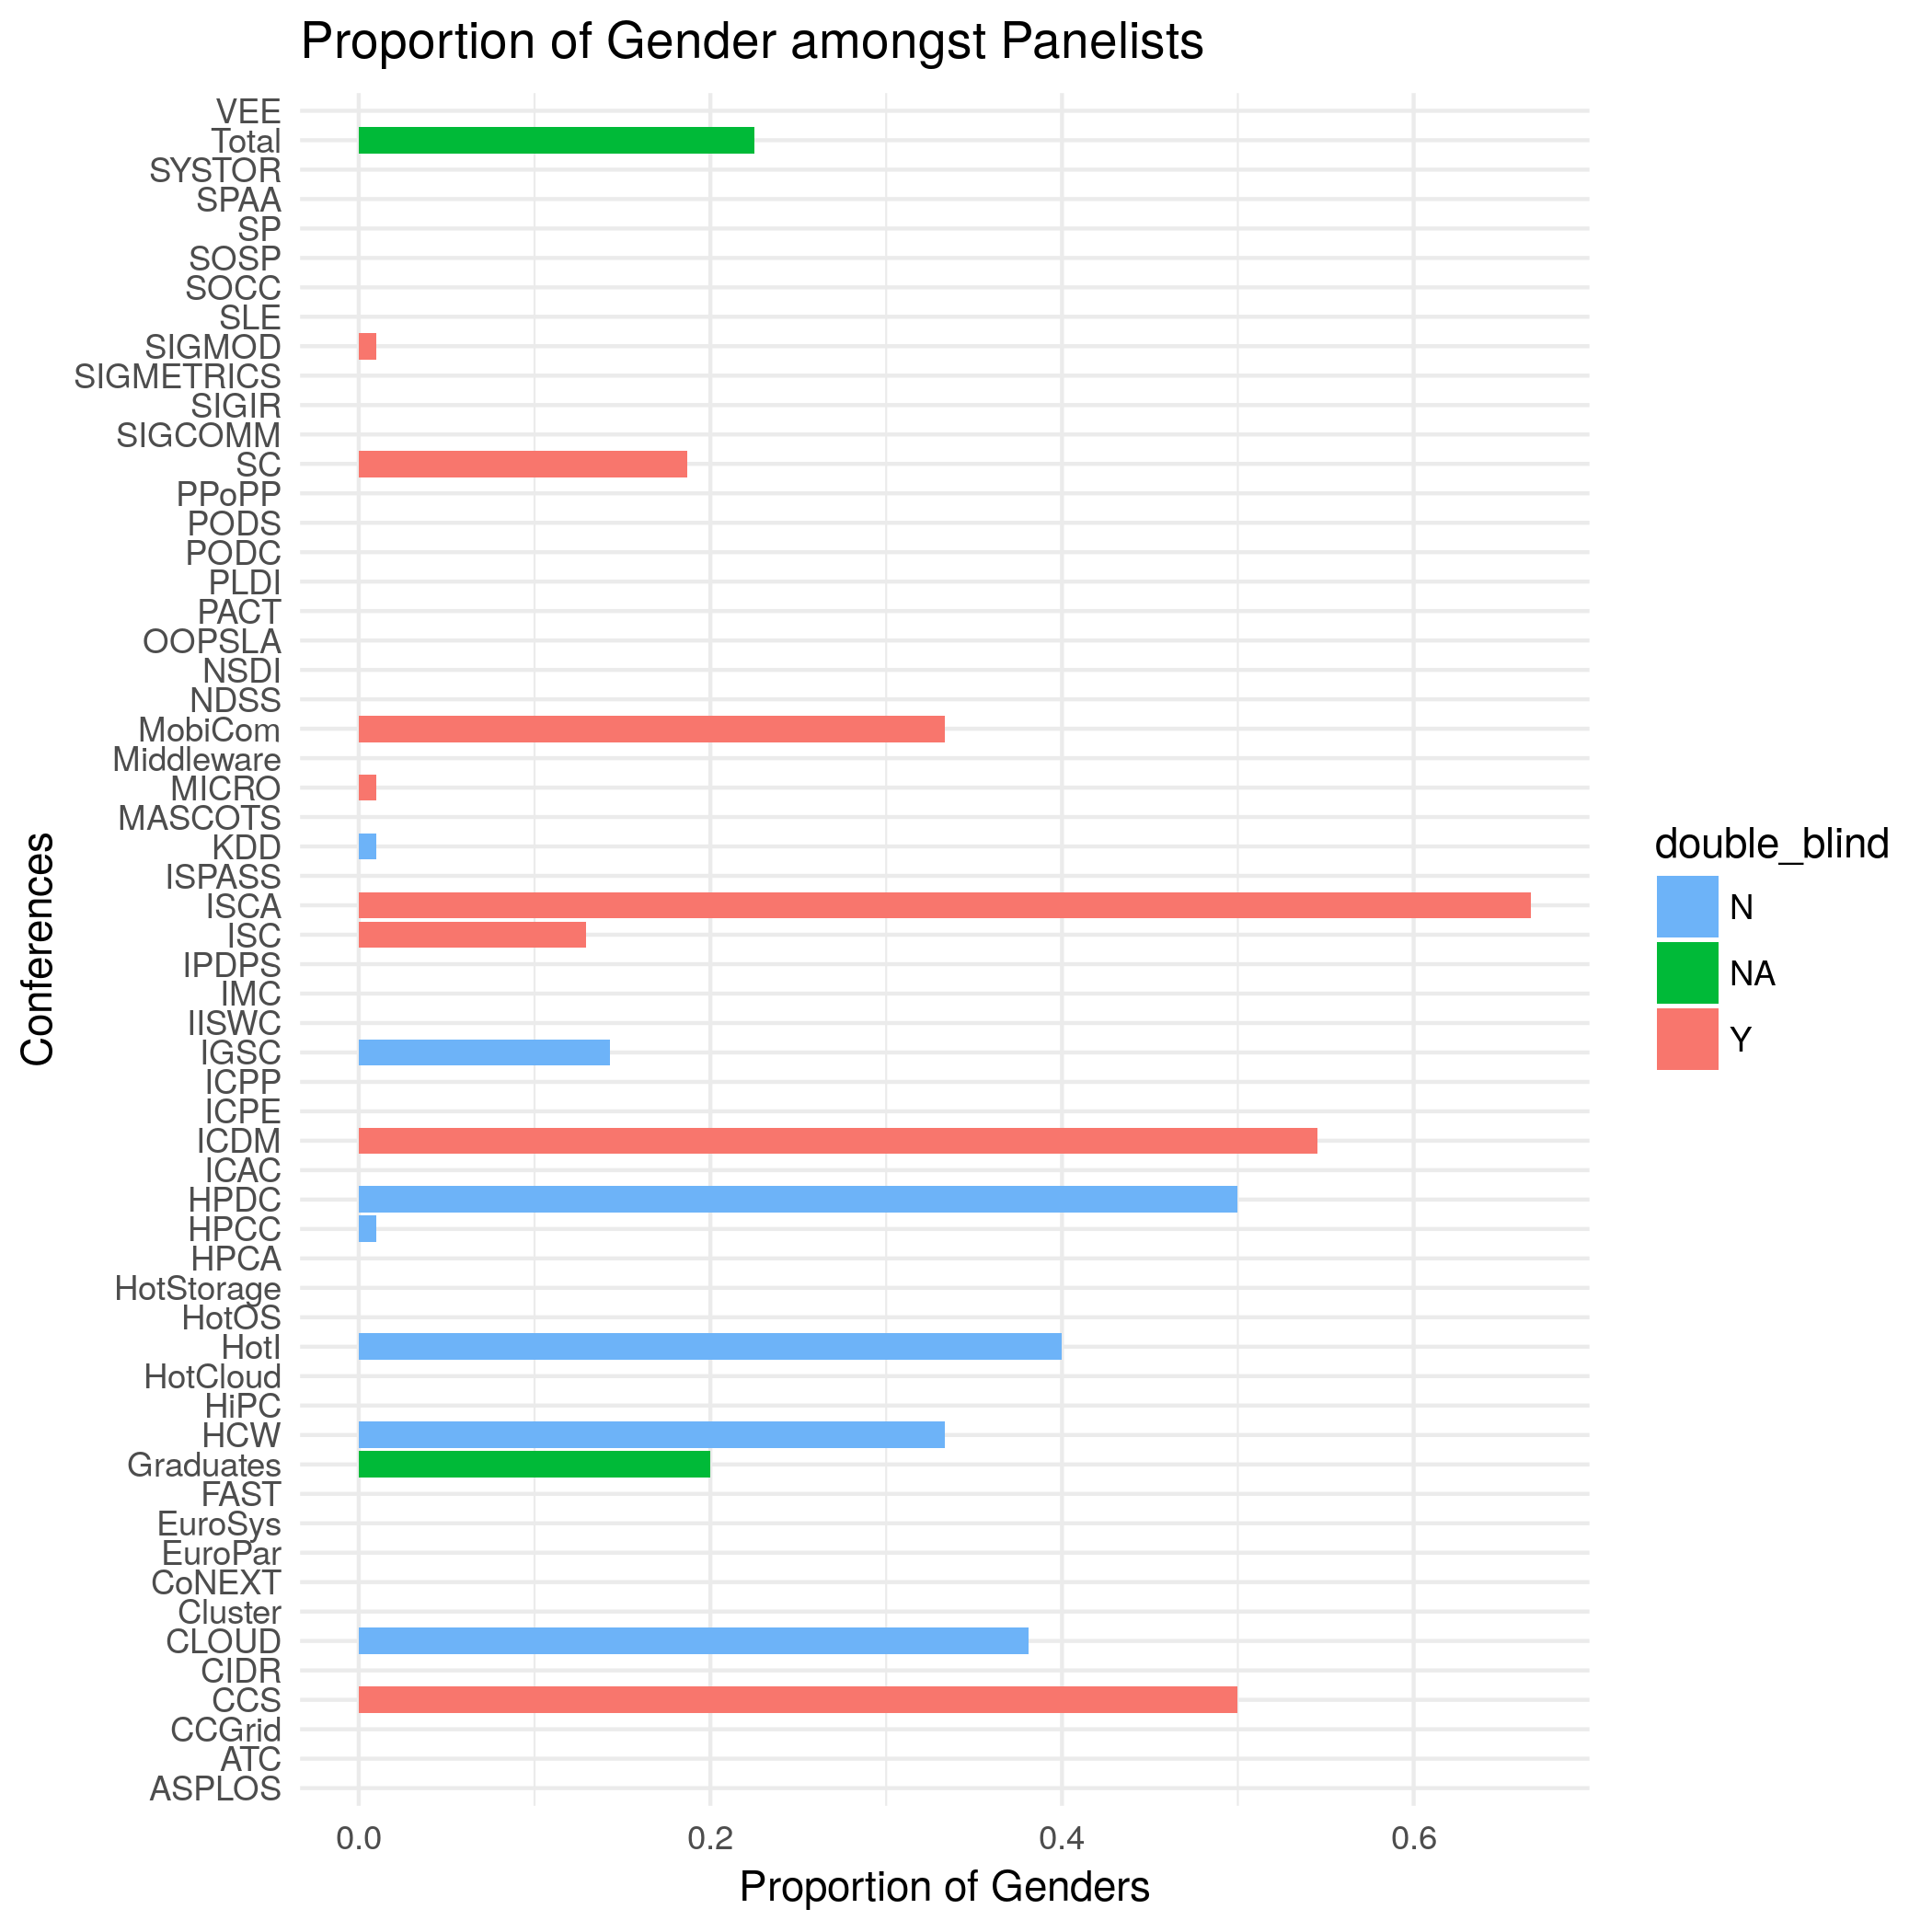 Proportion of Gender amongst Panelists
VEE
Total
SYSTOR
SPAA
SP
SOSP
SOCC
SLE
SIGMOD
SIGMETRICS
SIGIR
SIGCOMM
SC
PPoPP
PODS
PODC
PLDI
PACT
OOPSLA
NSDI
NDSS
MobiCom
Middleware
MICRO
MASCOTS
KDD
ISPASS
ISCA
ISC
IPDPS
IMC
IISWC
IGSC
ICPP
ICPE
ICDM
ICAC
HPDC
HPCC
HPCA
HotStorage
HotOS
HotI
HotCloud
HiPC
HCW
Graduates
FAST
EuroSys
EuroPar
CoNEXT
Cluster
CLOUD
CIDR
CCS
CCGrid
ATC
ASPLOS
Conferences
0.0 0.2 0.4 0.6
Proportion of Genders
double_blind
N
NA
Y